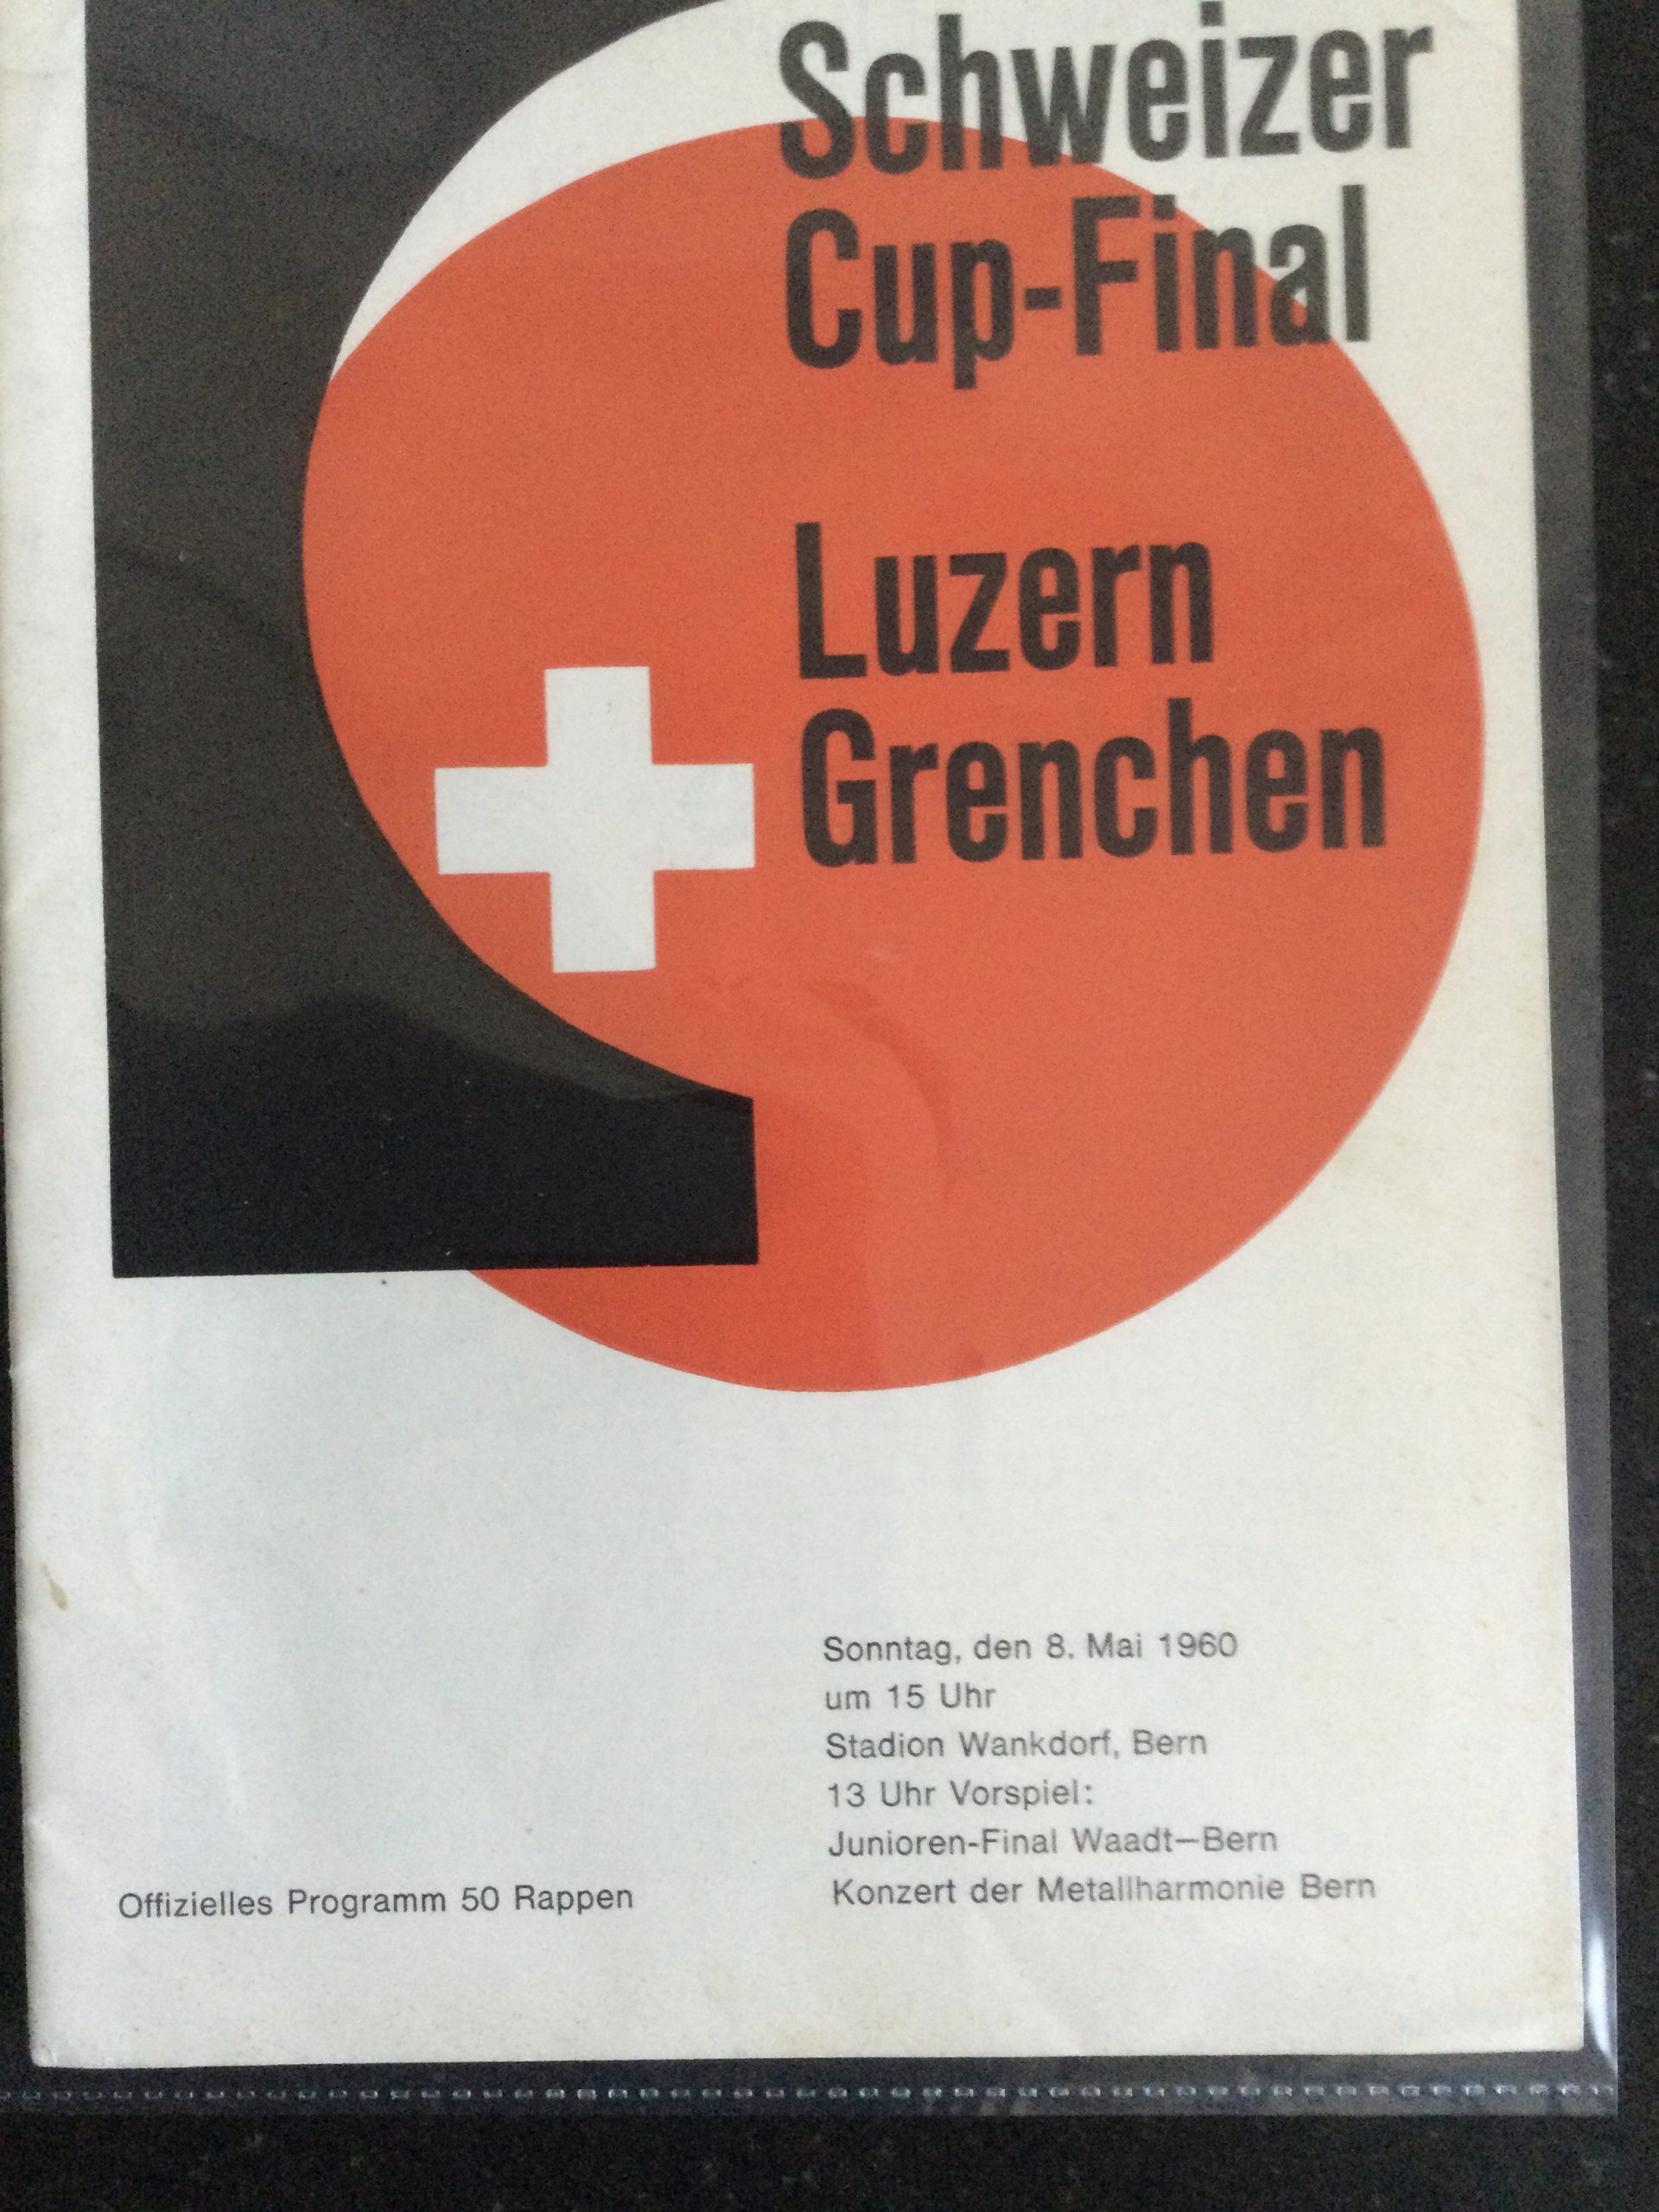 Schweizer
Cup-Final
Luzern
Grenchen
Sonntag, den 8. Mai 1960
um 15 Uhr
Stadion Wankdorf, Bern
13 Uhr Vorspiel:
Junioren-Final Waadt—Bern
Konzert der Metallharmonie Bern
Offizielles Programm 50 Rappen